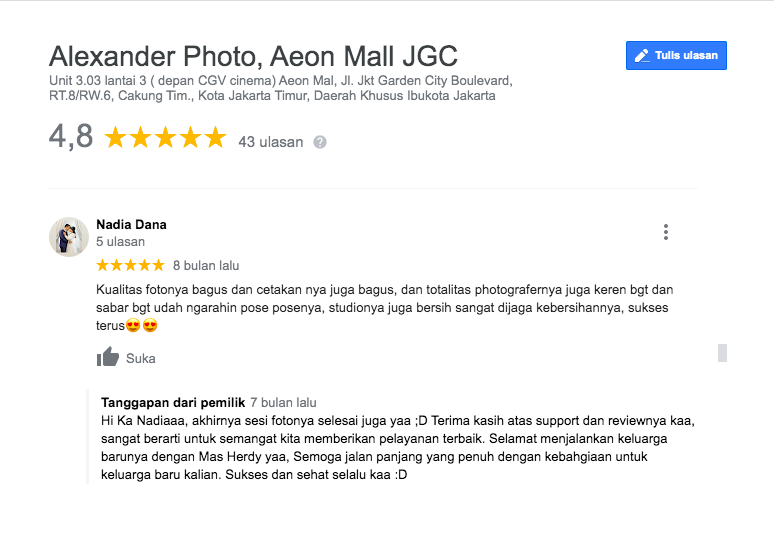 Alexander Photo, Aeon Mall JGC
Tulis ulasan
Unit 3.03 lantai 3 ( depan CGV cinema) Aeon Mal, Jl. Jkt Garden City Boulevard,
RT.8/RW.6, Cakung Tim., Kota Jakarta Timur, Daerah Khusus Ibukota Jakarta
4,8 ★★★★★ 43 ulasan ?
Nadia Dana
5 ulasan
★★★★★ 8 bulan lalu
Kualitas fotonya bagus dan cetakan nya juga bagus, dan totalitas photografernya juga keren bgt dan
sabar bgt udah ngarahin pose posenya, studionya juga bersih sangat dijaga kebersihannya, sukses
terus😍😍
Suka
Tanggapan dari pemilik 7 bulan lalu
Hi Ka Nadiaaa, akhirnya sesi fotonya selesai juga yaa ;D Terima kasih atas support dan reviewnya kaa,
sangat berarti untuk semangat kita memberikan pelayanan terbaik. Selamat menjalankan keluarga
barunya dengan Mas Herdy yaa, Semoga jalan panjang yang penuh dengan kebahgiaan untuk
keluarga baru kalian. Sukses dan sehat selalu kaa :D